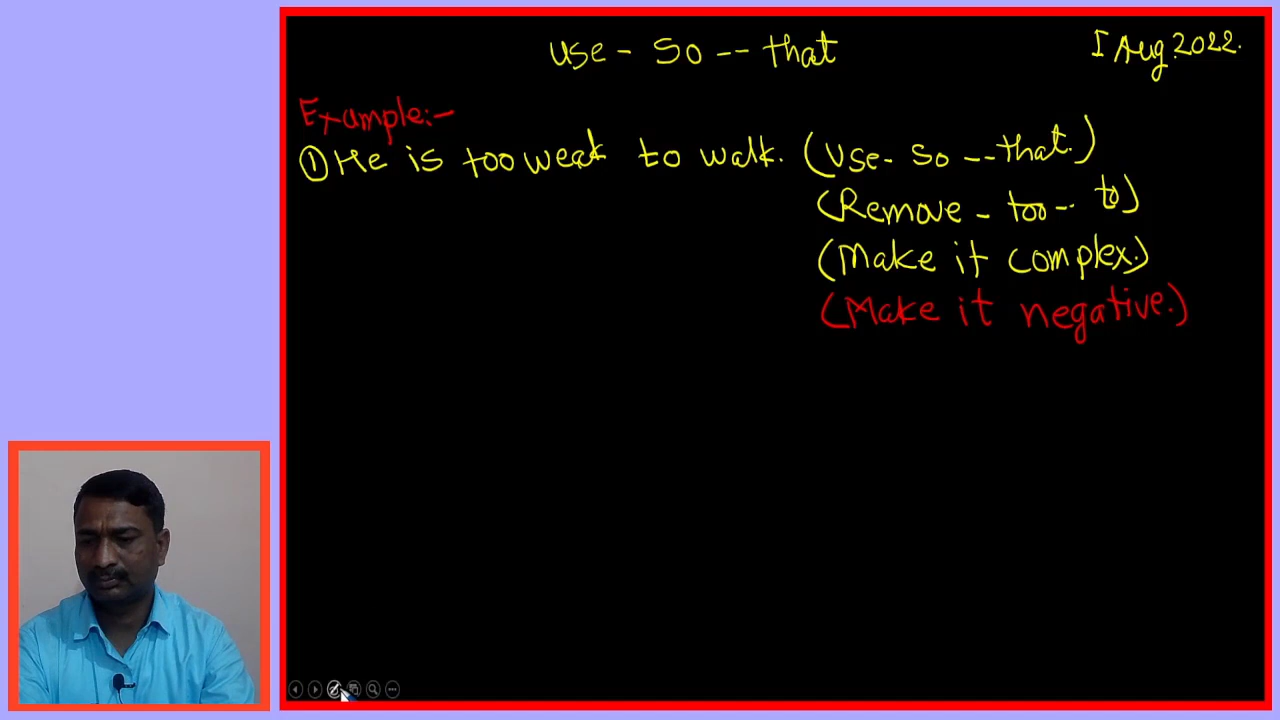 Use - So -- that
I Aug.2022.
Example:-
① He is too weak to walk. (Use- So -- that.)
(Remove - too -- to)
(Make it complex.)
(Make it negative.)